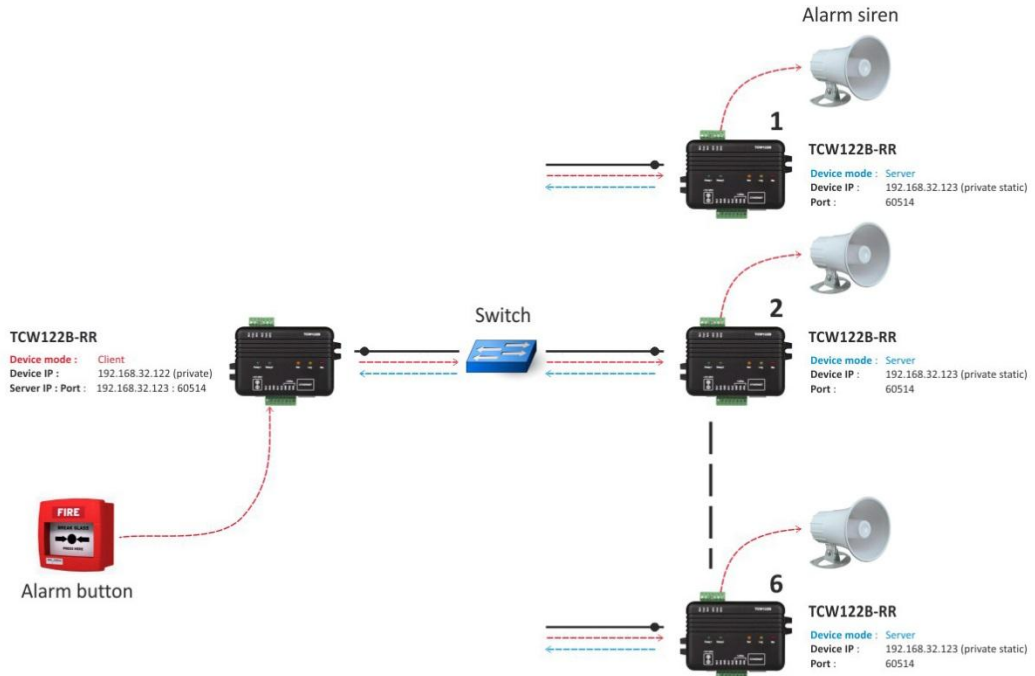 Alarm siren
1
TCW122B-RR
Device mode : Server
Device IP : 192.168.32.123 (private static)
Port : 60514
2
Switch
TCW122B-RR
Device mode : Server
Device IP : 192.168.32.123 (private static)
Port : 60514
TCW122B-RR
Device mode : Client
Device IP : 192.168.32.122 (private)
Server IP : Port : 192.168.32.123 : 60514
FIRE
BREAK GLASS
PRESS HERE
Alarm button
6
TCW122B-RR
Device mode : Server
Device IP : 192.168.32.123 (private static)
Port : 60514